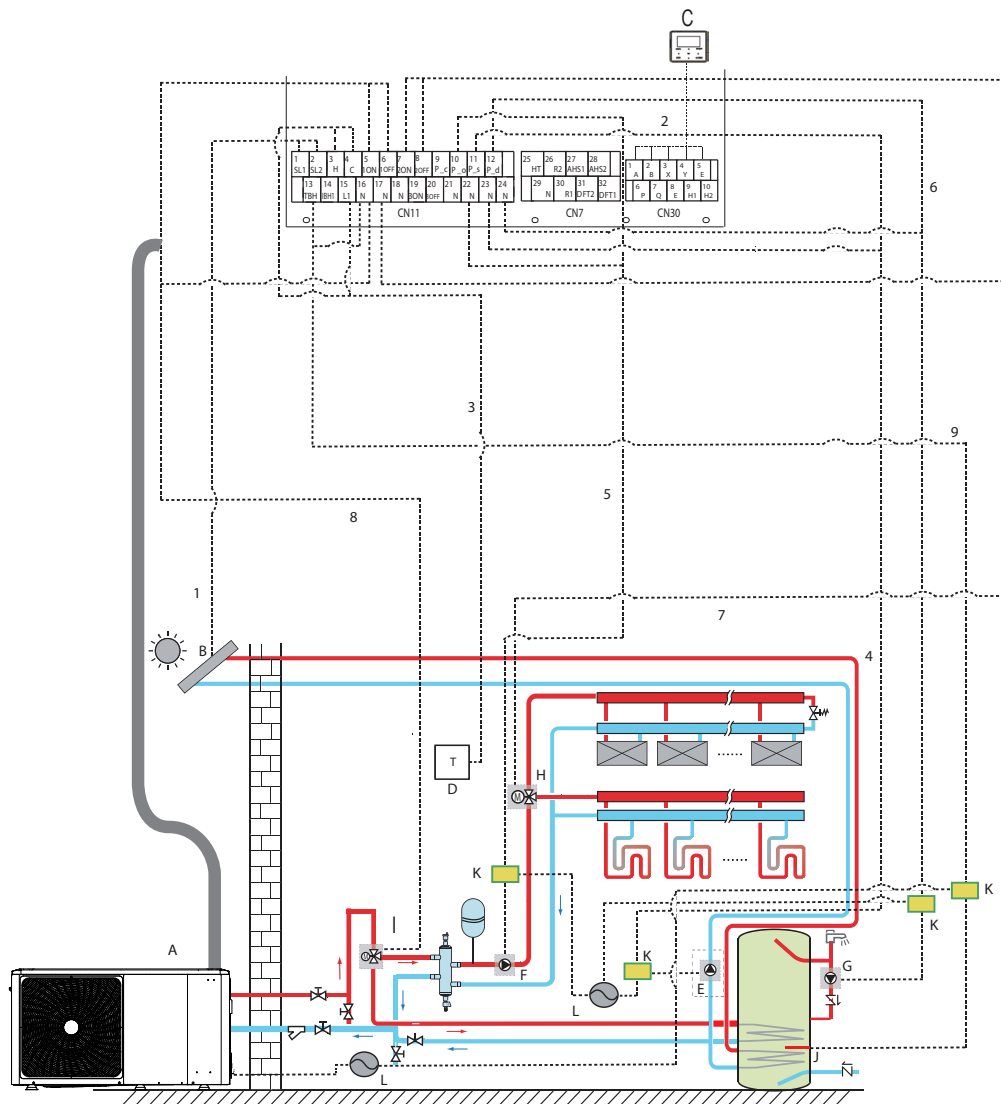 C
2
1 2 3 4 5 6 7 8 9 10 11 12
SL1 SL2 H C 1ON 1OFF 2ON 2OFF P_c P_o P_s P_d
13 14 15 16 17 18 19 20 21 22 23 24
TBH IBH1 L1 N N N 3ON 3OFF N N N N
CN11
25 26 27 28
HT R2 AHS1 AHS2
29 30 31 32
N R1 DFT2 DFT1
CN7
1 2 3 4 5
A B X Y E
6 7 8 9 10
P Q E H1 H2
CN30
6
3
9
5
8
1
7
B
4
T
D
M
H
K
K
K
A
I
M
F
K
E
G
L
J
L